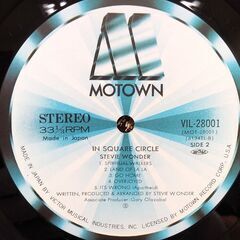 MOTOWN
STEREO
33⅓RPM
Made in Japan
VIL-28001
(MOT-28001)
SIDE 2
IN SQUARE CIRCLE
STEVIE WONDER
1. SPIRITUAL WALKERS
2. LAND OF LA LA
3. GO HOME
4. OVERJOYED
5. IT'S WRONG (Apartheid)
WRITTEN, PRODUCED & ARRANGED BY STEVIE WONDER
Associate Producer: Gary Olazabal
MADE IN JAPAN BY VICTOR MUSICAL INDUSTRIES, INC.
MOTOWN RECORD CORP. U.S.A.